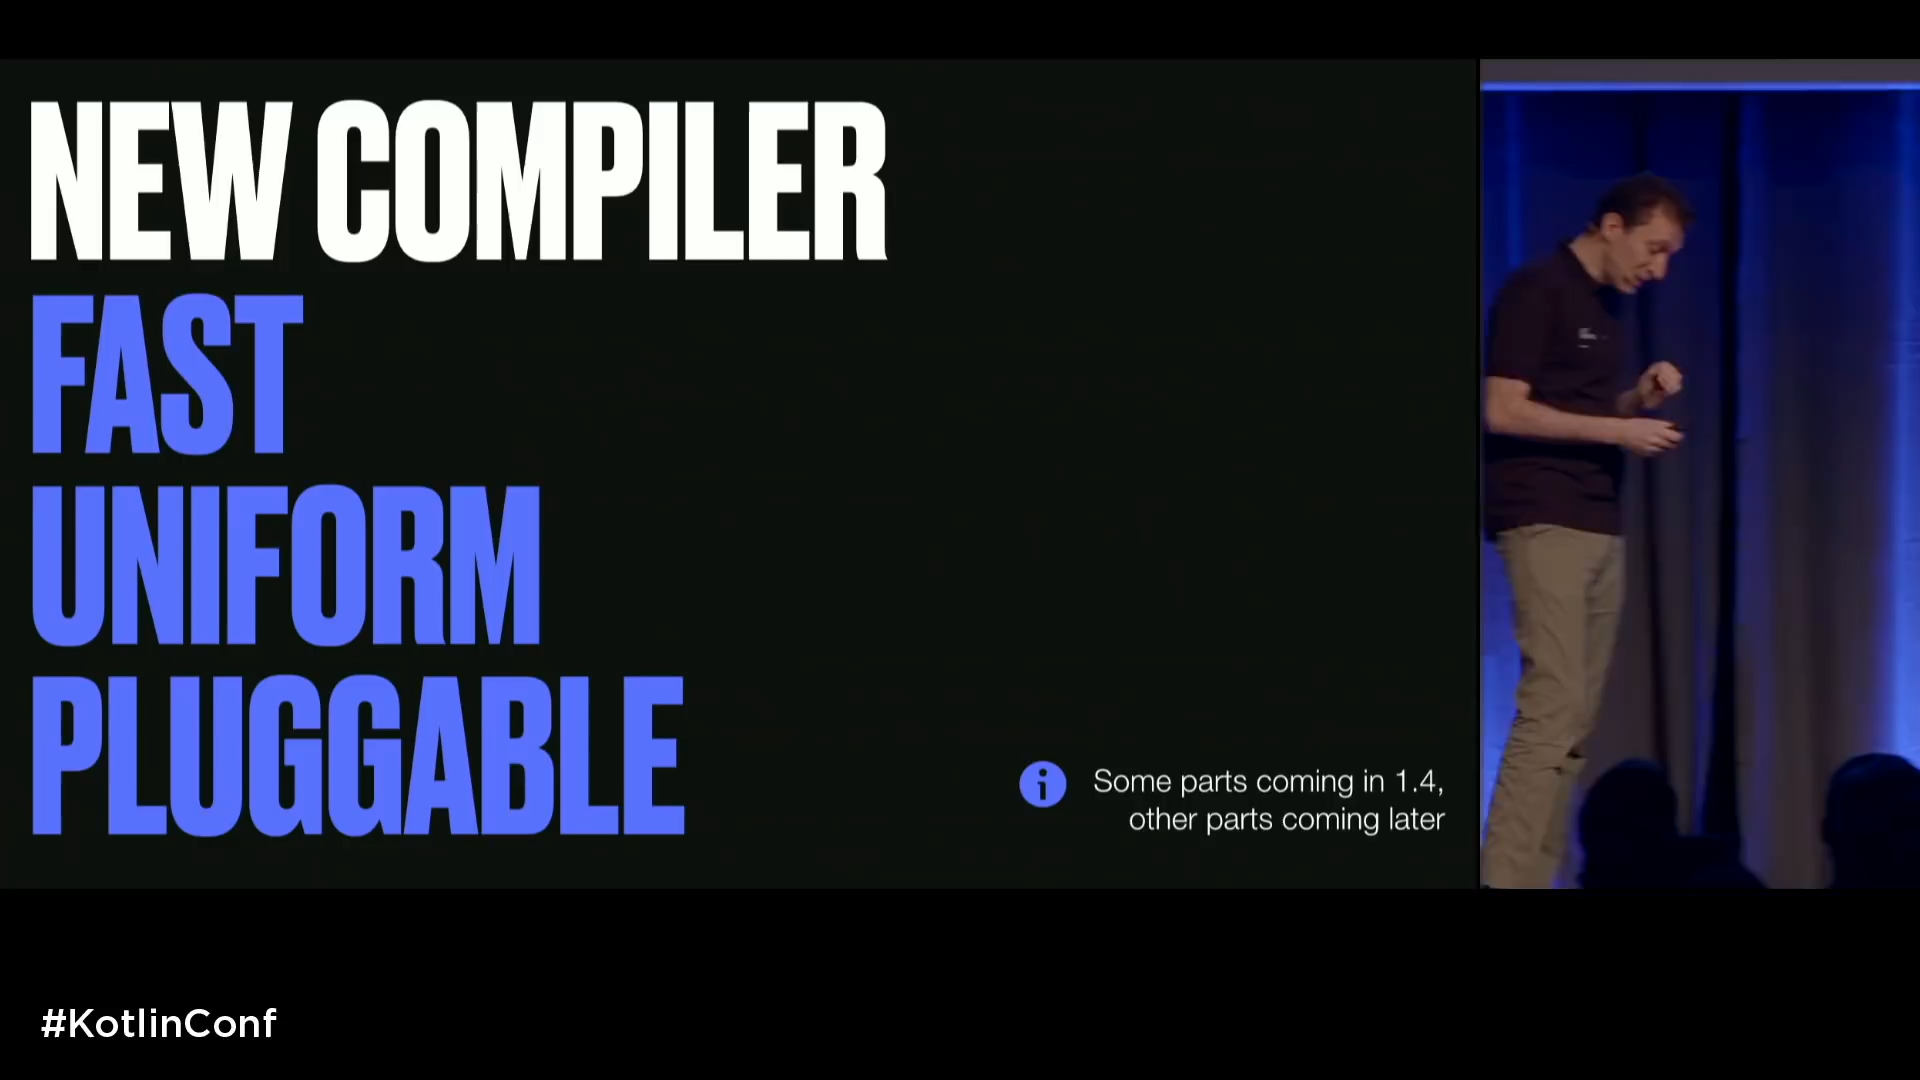 NEW COMPILER
FAST
UNIFORM
PLUGGABLE
Some parts coming in 1.4,
other parts coming later
#KotlinConf